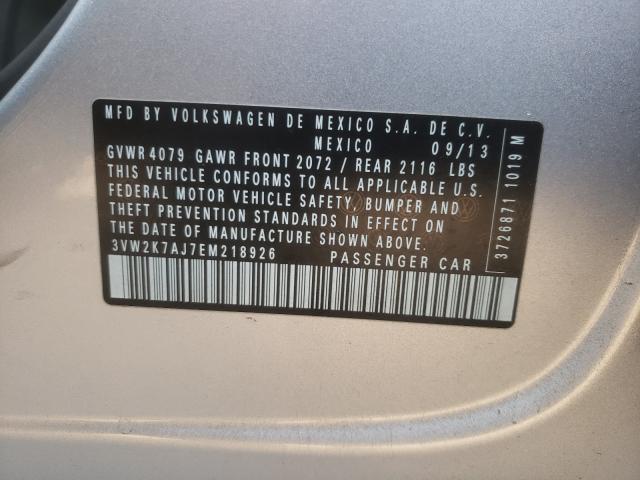 MFD BY VOLKSWAGEN DE MEXICO S.A. DE C.V.
MEXICO 09/13
GVWR 4079 GAWR FRONT 2072 / REAR 2116 LBS
THIS VEHICLE CONFORMS TO ALL APPLICABLE U.S.
FEDERAL MOTOR VEHICLE SAFETY, BUMPER AND
THEFT PREVENTION STANDARDS IN EFFECT ON
THE DATE OF MANUFACTURE SHOWN ABOVE.
3VW2K7AJ7EM218926 PASSENGER CAR
3726871 1019 M